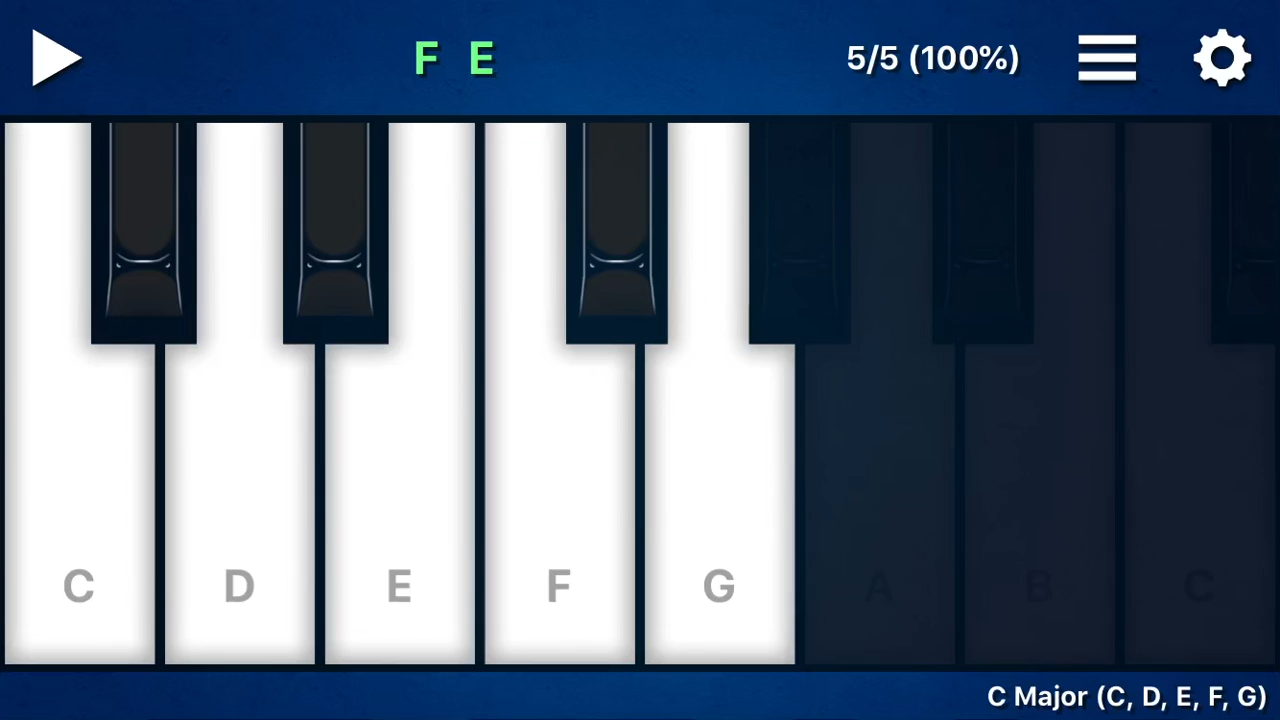 F E
5/5 (100%)
C D E F G A B C
C Major (C, D, E, F, G)